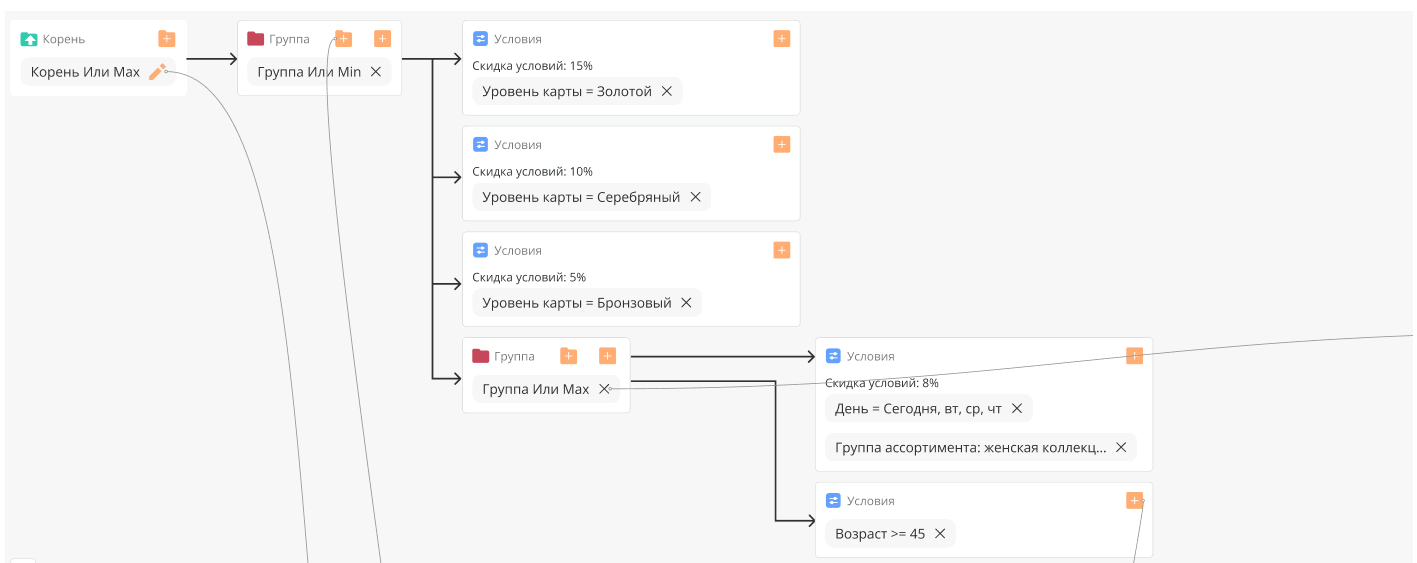 Корень
Корень Или Max
Группа
Группа Или Min
Условия
Скидка условий: 15%
Уровень карты = Золотой
Условия
Скидка условий: 10%
Уровень карты = Серебряный
Условия
Скидка условий: 5%
Уровень карты = Бронзовый
Группа
Группа Или Max
Условия
Скидка условий: 8%
День = Сегодня, вт, ср, чт
Группа ассортимента: женская коллекц...
Условия
Возраст >= 45